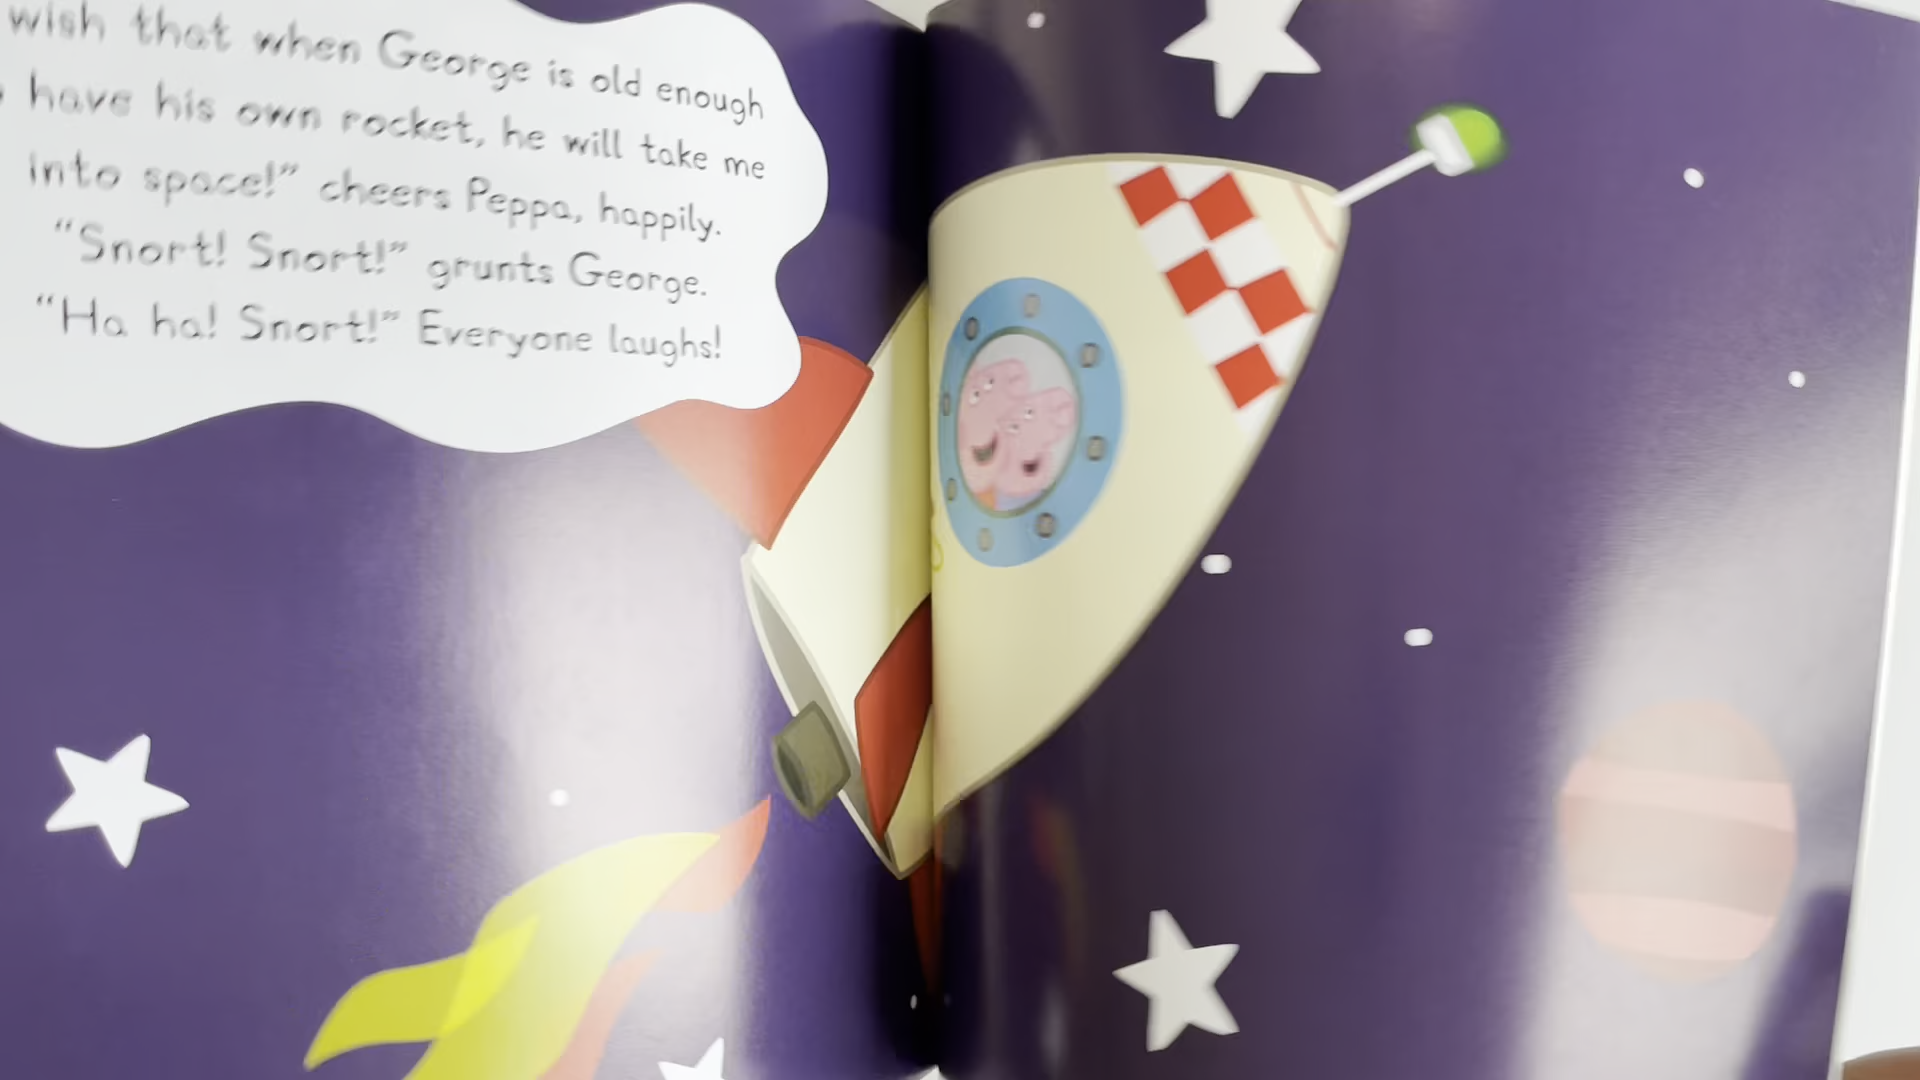 wish that when George is old enough
have his own rocket, he will take me
into space!” cheers Peppa, happily.
“Snort! Snort!” grunts George.
“Ha ha! Snort!” Everyone laughs!